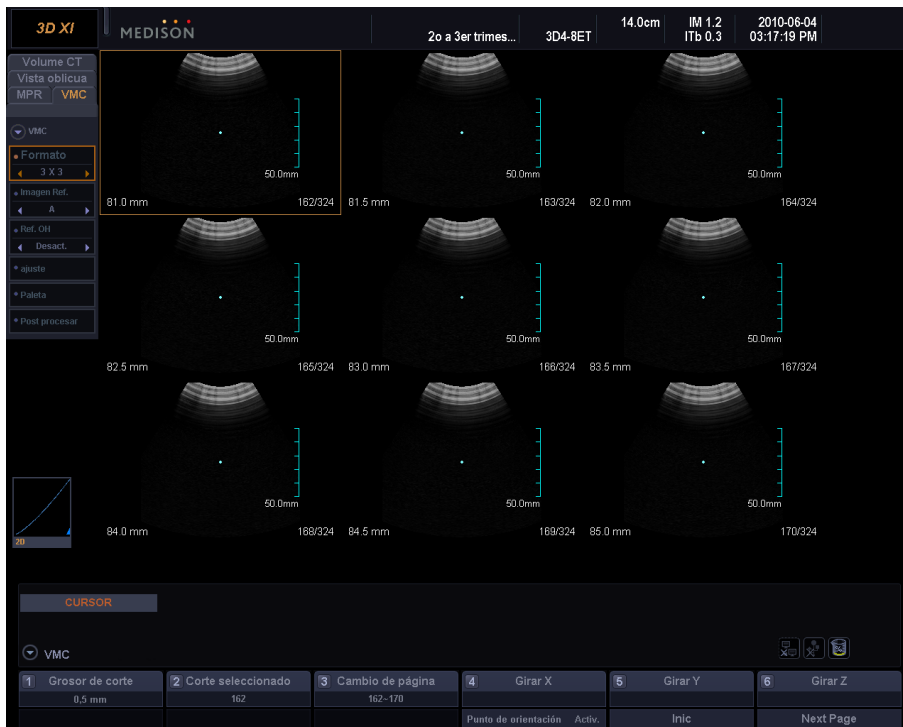 3D XI
MEDISON
2o a 3er trimes...
3D4-8ET
14.0cm
IM 1.2
ITb 0.3
2010-06-04
03:17:19 PM
Volume CT
Vista oblicua
MPR
VMC
VMC
Formato
3 X 3
Imagen Ref.
A
Ref. OH
Desact.
ajuste
Paleta
Post procesar
50.0mm
81.0 mm
162/324
50.0mm
81.5 mm
163/324
50.0mm
82.0 mm
164/324
50.0mm
82.5 mm
165/324
50.0mm
83.0 mm
166/324
50.0mm
83.5 mm
167/324
50.0mm
84.0 mm
168/324
50.0mm
84.5 mm
169/324
50.0mm
85.0 mm
170/324
2D
CURSOR
VMC
1 Grosor de corte
0,5 mm
2 Corte seleccionado
162
3 Cambio de página
162~170
4 Girar X
5 Girar Y
6 Girar Z
Punto de orientación Activ.
Inic
Next Page